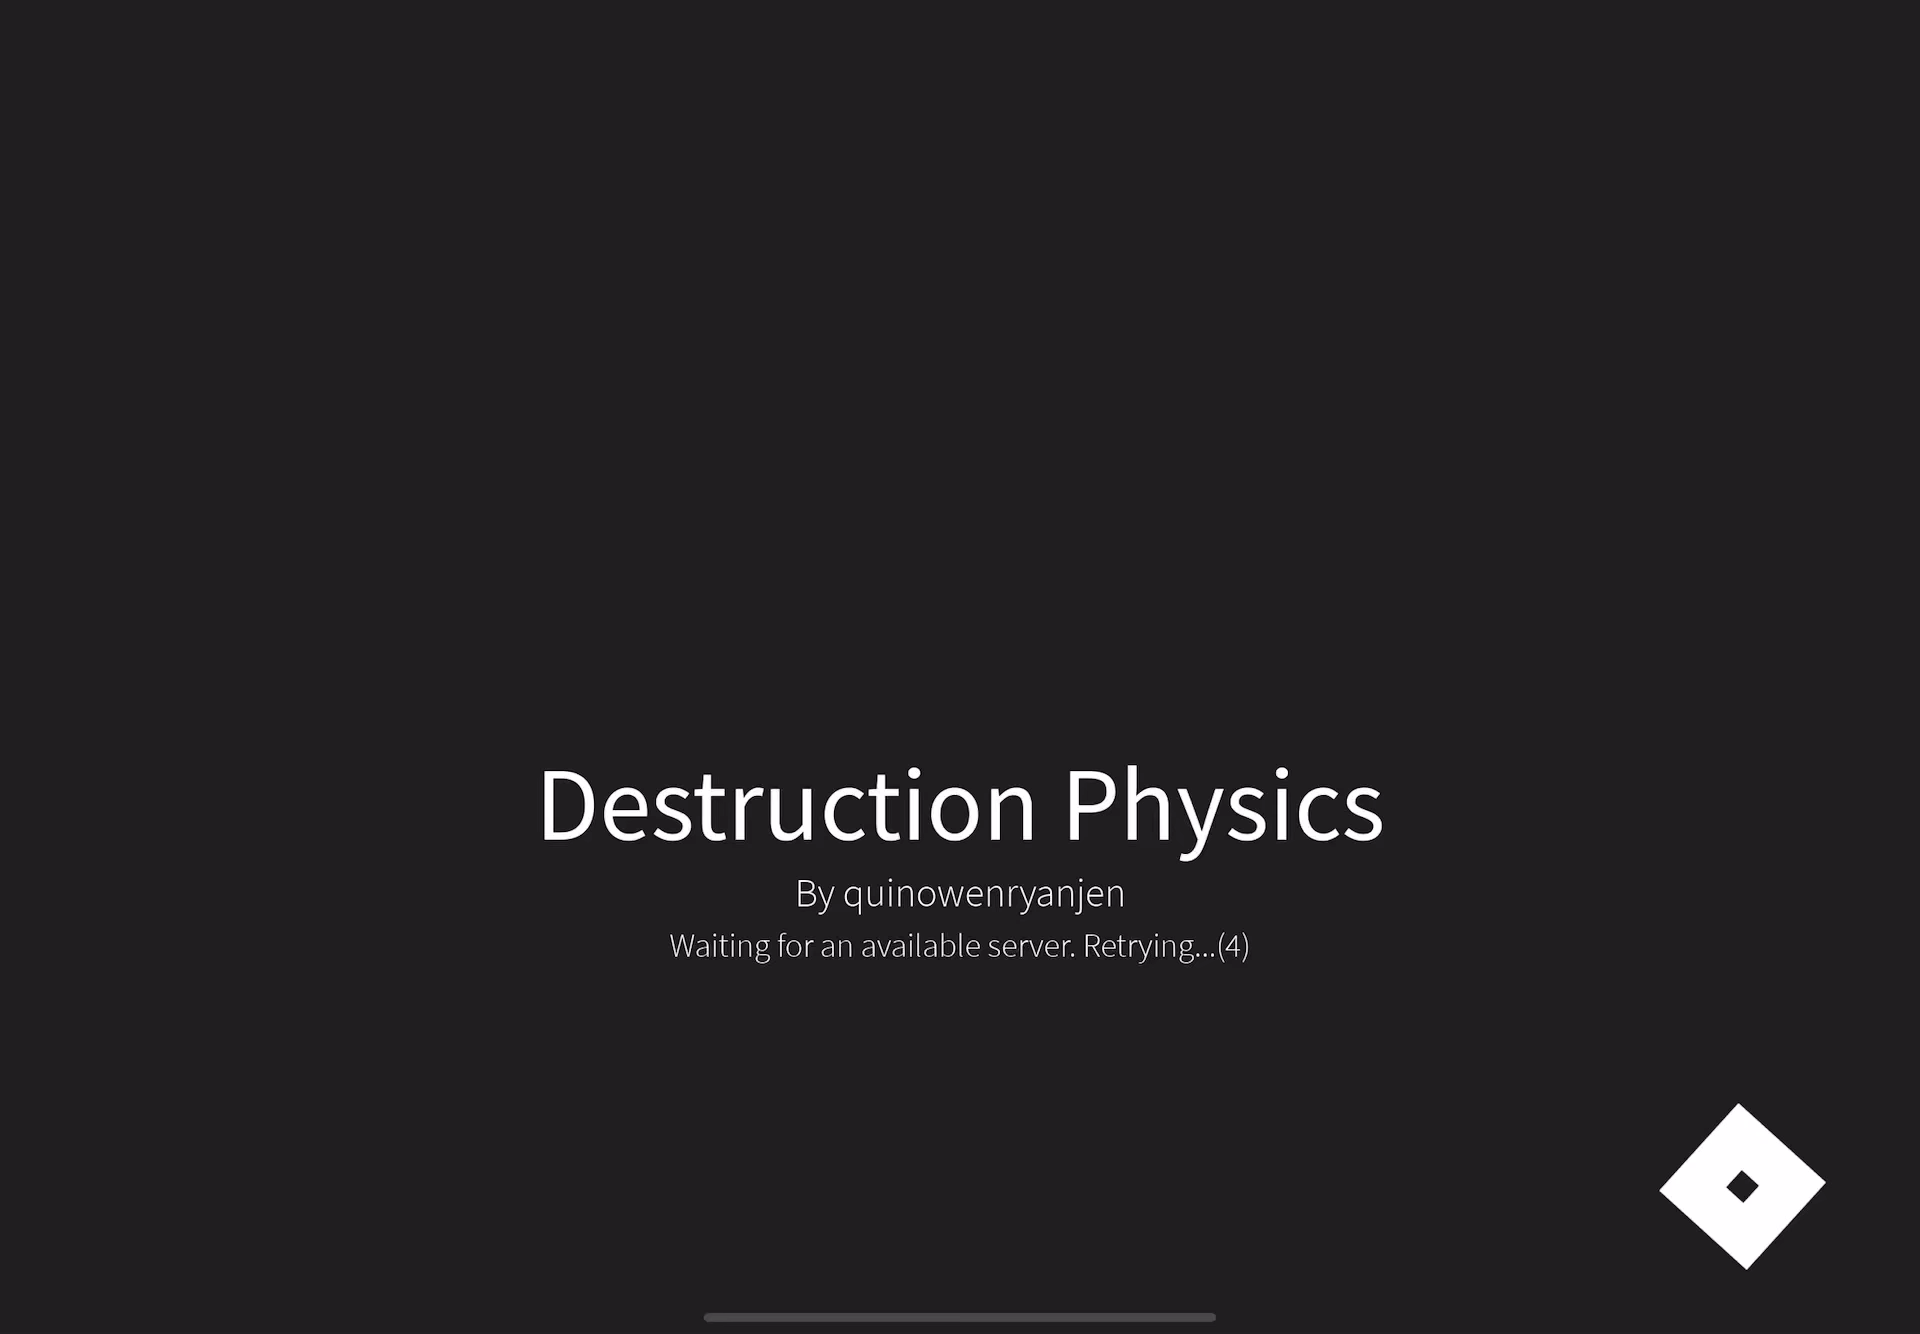 Destruction Physics
By quinowenryanjen
Waiting for an available server. Retrying...(4)